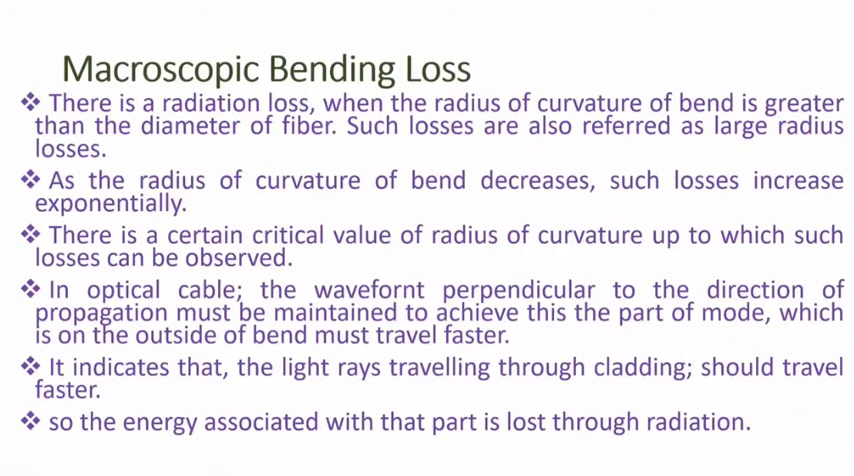 Macroscopic Bending Loss
❖ There is a radiation loss, when the radius of curvature of bend is greater
than the diameter of fiber. Such losses are also referred as large radius
losses.
❖ As the radius of curvature of bend decreases, such losses increase
exponentially.
❖ There is a certain critical value of radius of curvature up to which such
losses can be observed.
❖ In optical cable; the wavefornt perpendicular to the direction of
propagation must be maintained to achieve this the part of mode, which
is on the outside of bend must travel faster.
❖ It indicates that, the light rays travelling through cladding; should travel
faster.
❖ so the energy associated with that part is lost through radiation.